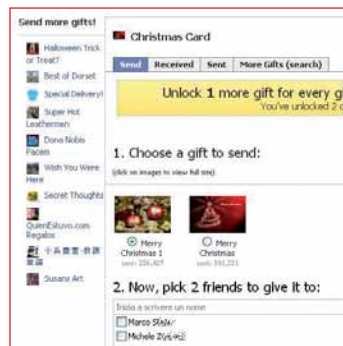 Send more gifts!
Halloween Trick
or Treat?
Best of Dorset
Special Delivery!
Super Hot
Leathermen
Dona Nobis
Pacem
Wish You Were
Here
Secret Thoughts
QuienEstuvo.com
Regalos
Susans Art
Christmas Card
Send Received Sent More Gifts (search)
Unlock 1 more gift for every g
You've unlocked 2
1. Choose a gift to send:
(click on images to view full size)
Merry
Christmas 1
Merry
Christmas
2. Now, pick 2 friends to give it to:
Inizia a scrivere un nome
Marco
Michele